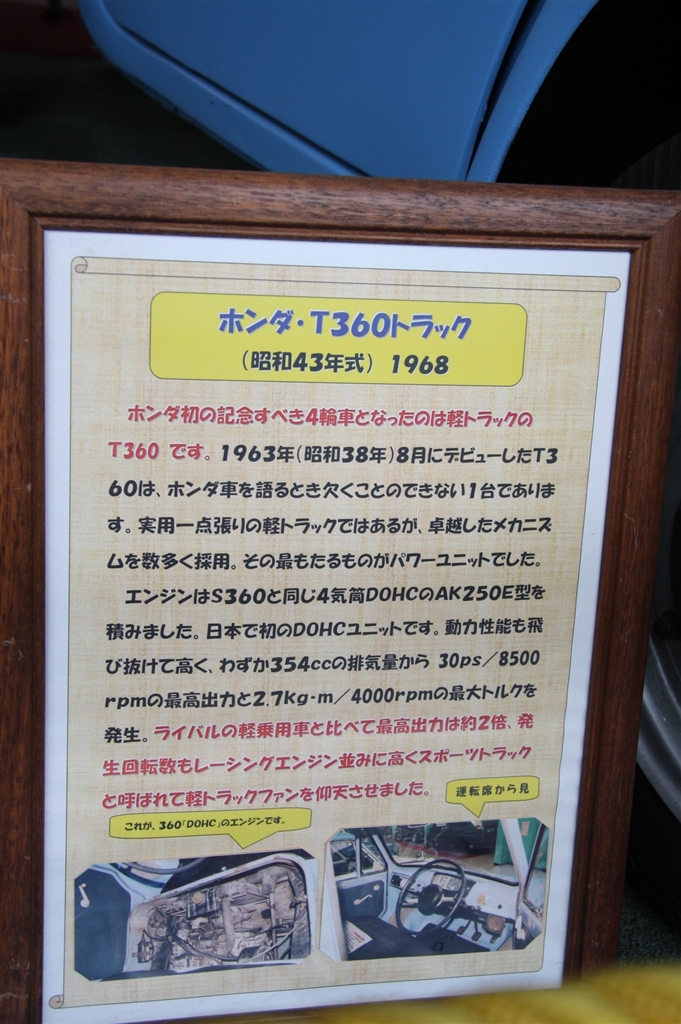 ホンダ・T360トラック
(昭和43年式) 1968
ホンダ初の記念すべき4輪車となったのは軽トラックの
T360 です。1963年(昭和38年)8月にデビューしたT3
60は、ホンダ車を語るとき欠くことのできない1台でありま
す。実用一点張りの軽トラックではあるが、卓越したメカニズ
ムを数多く採用。その最もたるものがパワーユニットでした。
エンジンはS360と同じ4気筒DOHCのAK250E型を
積みました。日本で初のDOHCユニットです。動力性能も飛
び抜けて高く、わずか354ccの排気量から 30ps/8500
rpmの最高出力と2.7kg-m/4000rpmの最大トルクを
発生。ライバルの軽乗用車と比べて最高出力は約2倍、発
生回転数もレーシングエンジン並みに高くスポーツトラック
と呼ばれて軽トラックファンを仰天させました。
運転席から見
これが、360「DOHC」のエンジンです。